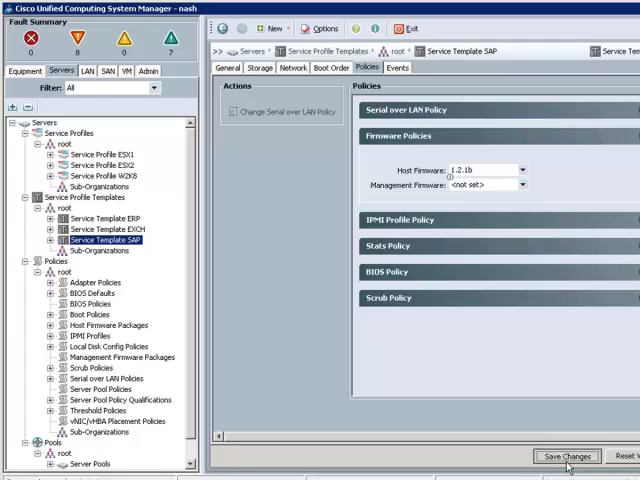 Cisco Unified Computing System Manager - nash
Fault Summary
0 8 0 7
Equipment Servers LAN SAN VM Admin
Filter: All
Servers
Service Profiles
root
Service Profile ESX1
Service Profile ESX2
Service Profile W2K8
Sub-Organizations
Service Profile Templates
root
Service Template ERP
Service Template EXCH
Service Template SAP
Sub-Organizations
Policies
root
Adapter Policies
BIOS Defaults
BIOS Policies
Boot Policies
Host Firmware Packages
IPMI Profiles
Local Disk Config Policies
Management Firmware Packages
Scrub Policies
Serial over LAN Policies
Server Pool Policies
Server Pool Policy Qualifications
Threshold Policies
vNIC/vHBA Placement Policies
Sub-Organizations
Pools
root
Server Pools
New Options Exit
>> Servers Service Profile Templates root Service Template SAP Service Tem
General Storage Network Boot Order Policies Events
Actions
Change Serial over LAN Policy
Policies
Serial over LAN Policy
Firmware Policies
Host Firmware: 1.2.1b
Management Firmware: <not set>
IPMI Profile Policy
Stats Policy
BIOS Policy
Scrub Policy
Save Changes Reset V